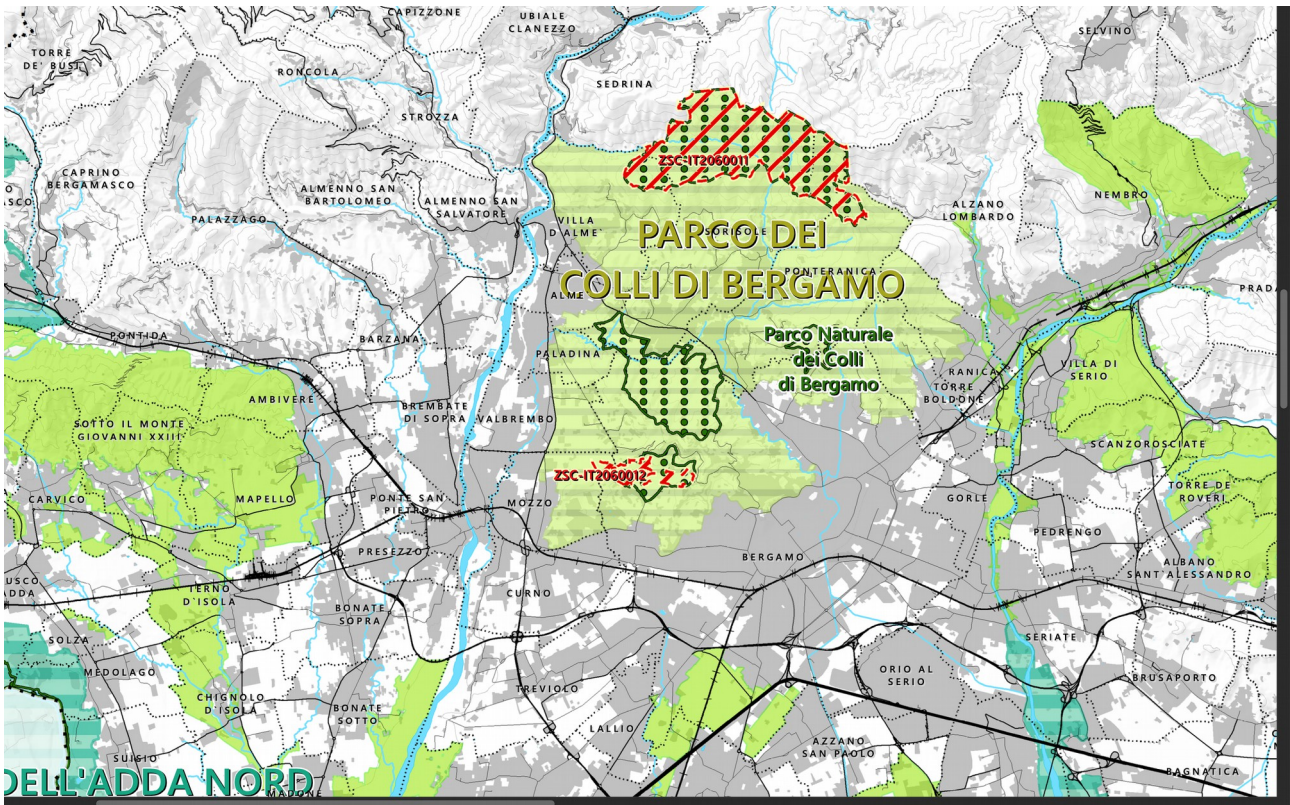 CAPIZZONE
UBIALE
CLANEZZO
SELVINO
TORRE
DE' BUSI
RONCOLA
SEDRINA
STROZZA
ZSC-IT2060011
CAPRINO
BERGAMASCO
ALMENNO SAN
BARTOLOMEO
ALMENNO SAN
SALVATORE
NEMBRO
ALZANO
LOMBARDO
PALAZZAGO
VILLA
D'ALME'
SORISOLE
PARCO DEI
COLLI DI BERGAMO
PONTERANICA
ALME'
PONTIDA
BARZANA
PALADINA
Parco Naturale
dei Colli
di Bergamo
RANICA
TORRE
BOLDONE
VILLA DI
SERIO
AMBIVERE
BREMBATE
DI SOPRA
VALBREMBO
SOTTO IL MONTE
GIOVANNI XXIII
SCANZOROSCIATE
ZSC-IT2060012
TORRE DE
ROVERI
CARVICO
MAPELLO
PONTE SAN
PIETRO
MOZZO
GORLE
PEDRENGO
PRESEZZO
BERGAMO
ALBANO
SANT'ALESSANDRO
TERNO
D'ISOLA
CURNO
BONATE
SOPRA
SOLZA
SERIATE
MEDOLAGO
ORIO AL
SERIO
BRUSAPORTO
TREVIOLO
CHIGNOLO
D'ISOLA
BONATE
SOTTO
LALLIO
AZZANO
SAN PAOLO
SUISIO
BAGNATICA
DELL'ADDA NORD
MADONE